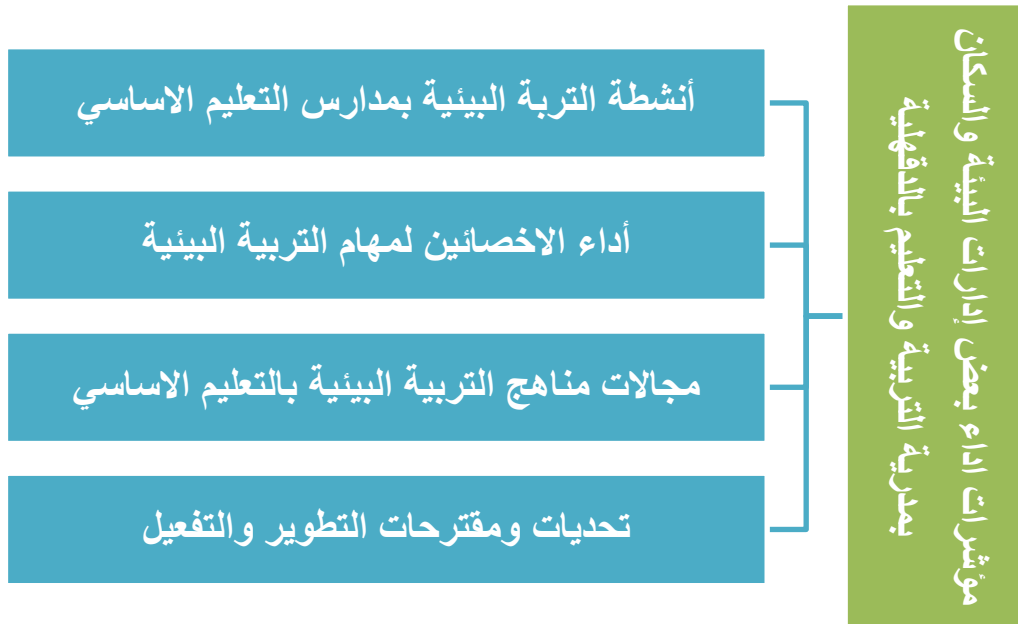 مؤشرات اداء بعض إدارات البيئة والسكان
بمدرية التربية والتعليم بالدقهلية
أنشطة التربة البيئية بمدارس التعليم الاساسي
أداء الاخصائين لمهام التربية البيئية
مجالات مناهج التربية البيئية بالتعليم الاساسي
تحديات ومقترحات التطوير والتفعيل